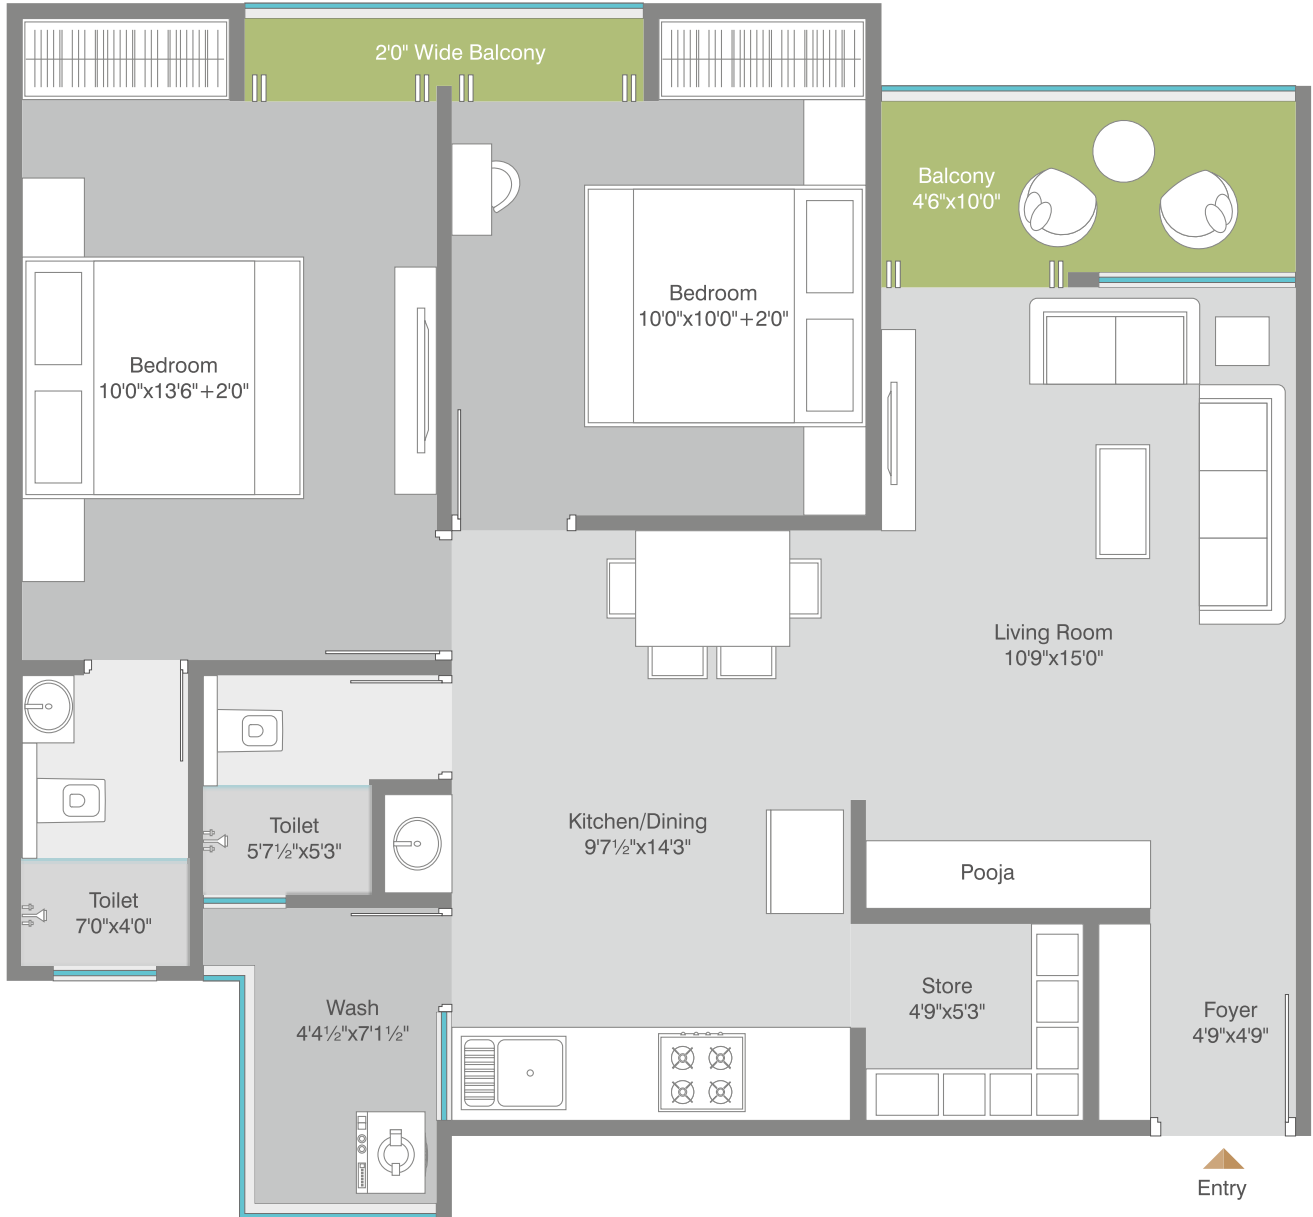 2'0" Wide Balcony
Balcony
4'6"x10'0"
Bedroom
10'0"x10'0"+2'0"
Bedroom
10'0"x13'6"+2'0"
Living Room
10'9"x15'0"
Kitchen/Dining
9'7½"x14'3"
Toilet
5'7½"x5'3"
Pooja
Toilet
7'0"x4'0"
Store
4'9"x5'3"
Wash
4'4½"x7'1½"
Foyer
4'9"x4'9"
Entry